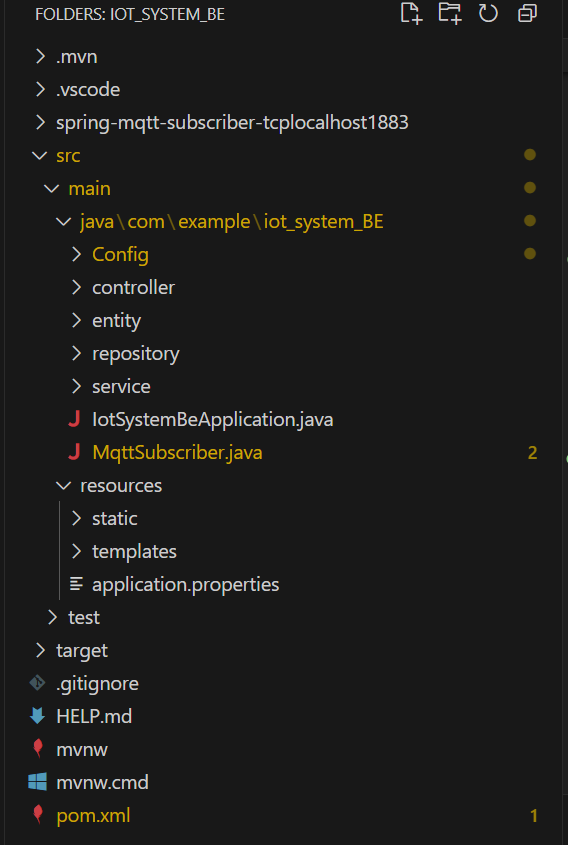 FOLDERS: IOT_SYSTEM_BE
.mvn
.vscode
spring-mqtt-subscriber-tcplocalhost1883
src
main
java\com\example\iot_system_BE
Config
controller
entity
repository
service
IotSystemBeApplication.java
MqttSubscriber.java 2
resources
static
templates
application.properties
test
target
.gitignore
HELP.md
mvnw
mvnw.cmd
pom.xml 1